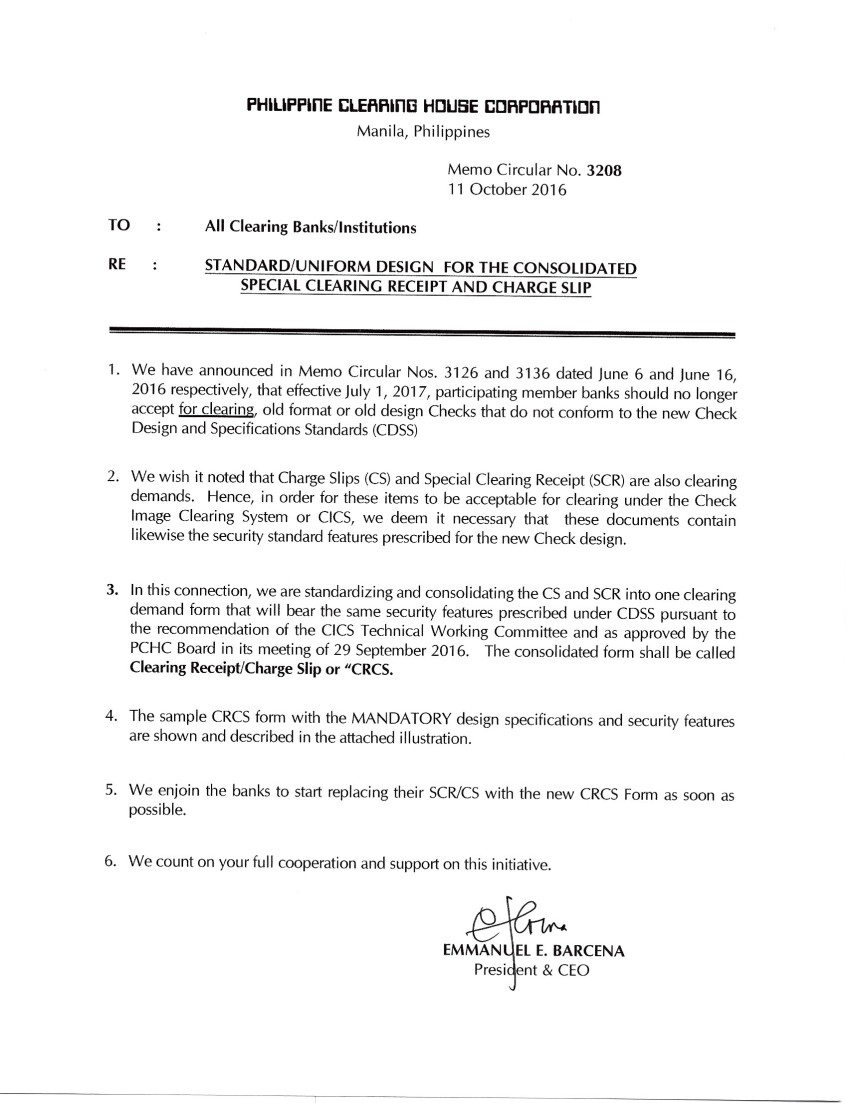 PHILIPPINE CLEARING HOUSE CORPORATION
Manila, Philippines
Memo Circular No. 3208
11 October 2016
TO : All Clearing Banks/Institutions
RE : STANDARD/UNIFORM DESIGN FOR THE CONSOLIDATED
SPECIAL CLEARING RECEIPT AND CHARGE SLIP
1. We have announced in Memo Circular Nos. 3126 and 3136 dated June 6 and June 16,
2016 respectively, that effective July 1, 2017, participating member banks should no longer
accept for clearing, old format or old design Checks that do not conform to the new Check
Design and Specifications Standards (CDSS)
2. We wish it noted that Charge Slips (CS) and Special Clearing Receipt (SCR) are also clearing
demands. Hence, in order for these items to be acceptable for clearing under the Check
Image Clearing System or CICS, we deem it necessary that these documents contain
likewise the security standard features prescribed for the new Check design.
3. In this connection, we are standardizing and consolidating the CS and SCR into one clearing
demand form that will bear the same security features prescribed under CDSS pursuant to
the recommendation of the CICS Technical Working Committee and as approved by the
PCHC Board in its meeting of 29 September 2016. The consolidated form shall be called
Clearing Receipt/Charge Slip or “CRCS.
4. The sample CRCS form with the MANDATORY design specifications and security features
are shown and described in the attached illustration.
5. We enjoin the banks to start replacing their SCR/CS with the new CRCS Form as soon as
possible.
6. We count on your full cooperation and support on this initiative.
EMMANUEL E. BARCENA
President & CEO